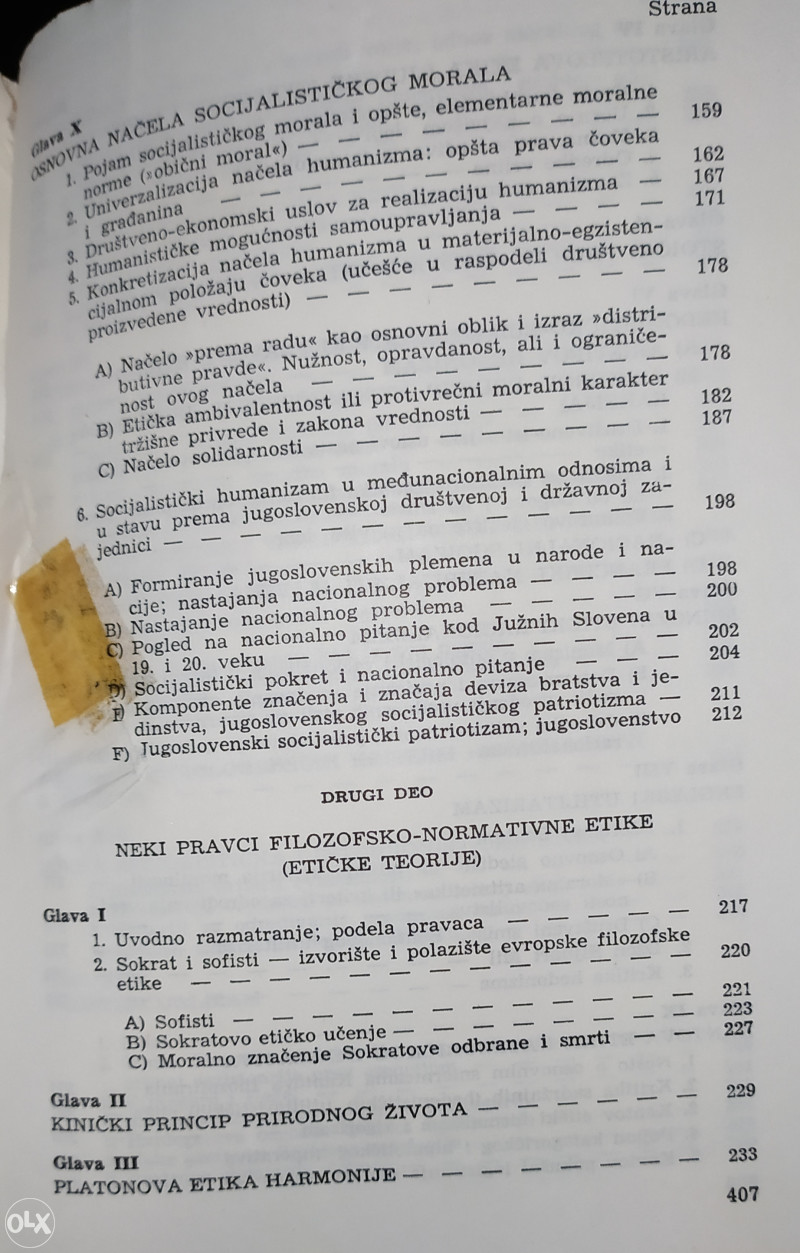 Strana
Glava X
OSNOVNA NAČELA SOCIJALISTIČKOG MORALA
1. Pojam socijalističkog morala i opšte, elementarne moralne
norme (»obični moral«) — — — — — — — — — 159
2. Univerzalizacija načela humanizma: opšta prava čoveka
i građanina — — — — — — — — — — — 162
3. Društveno-ekonomski uslov za realizaciju humanizma — 167
4. Humanističke mogućnosti samoupravljanja — — — — 171
5. Konkretizacija načela humanizma u materijalno-egzisten-
cijalnom položaju čoveka (učešće u raspodeli društveno
proizvedene vrednosti) — — — — — — — — — 178
A) Načelo »prema radu« kao osnovni oblik i izraz »distri-
butivne pravde«. Nužnost, opravdanost, ali i ograniče-
nost ovog načela — — — — — — — — — 178
B) Etička ambivalentnost ili protivrečni moralni karakter
tržišne privrede i zakona vrednosti — — — — — 182
C) Načelo solidarnosti — — — — — — — — — 187
6. Socijalistički humanizam u međunacionalnim odnosima i
u stavu prema jugoslovenskoj društvenoj i državnoj za-
jednici — — — — — — — — — — — — — 198
A) Formiranje jugoslovenskih plemena u narode i na-
cije; nastajanja nacionalnog problema — — — — 198
B) Nastajanje nacionalnog problema — — — — — 200
C) Pogled na nacionalno pitanje kod Južnih Slovena u
19. i 20. veku — — — — — — — — — — 202
D) Socijalistički pokret i nacionalno pitanje — — — 204
E) Komponente značenja i značaja deviza bratstva i je-
dinstva, jugoslovenskog socijalističkog patriotizma — 211
F) Jugoslovenski socijalistički patriotizam; jugoslovenstvo 212
DRUGI DEO
NEKI PRAVCI FILOZOFSKO-NORMATIVNE ETIKE
(ETIČKE TEORIJE)
Glava I
1. Uvodno razmatranje; podela pravaca — — — — — 217
2. Sokrat i sofisti — izvorište i polazište evropske filozofske
etike — — — — — — — — — — — — — 220
A) Sofisti — — — — — — — — — — — — 221
B) Sokratovo etičko učenje — — — — — — — — 223
C) Moralno značenje Sokratove odbrane i smrti — — 227
Glava II
KINIČKI PRINCIP PRIRODNOG ŽIVOTA — — — — — — 229
Glava III
PLATONOVA ETIKA HARMONIJE — — — — — — — — 233
407
OLX